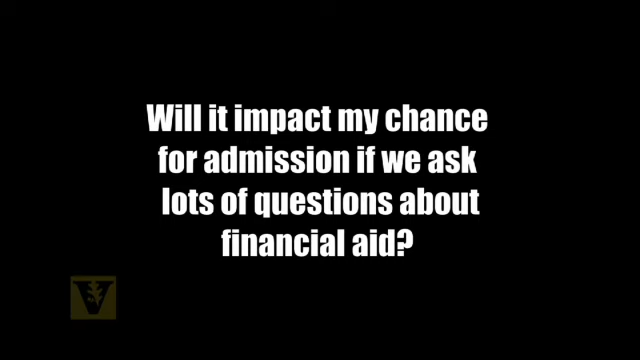 Will it impact my chance
for admission if we ask
lots of questions about
financial aid?
V